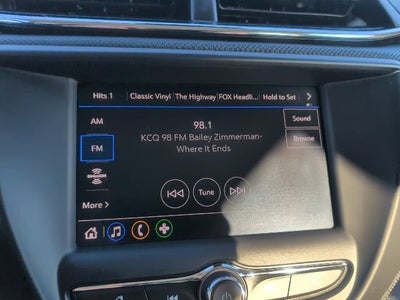 Hits 1 Classic Vinyl The Highway FOX Headli... Hold to Set
AM
98.1
Sound
KCQ 98 FM Bailey Zimmerman-
Browse
FM
Where It Ends
Tune
More >